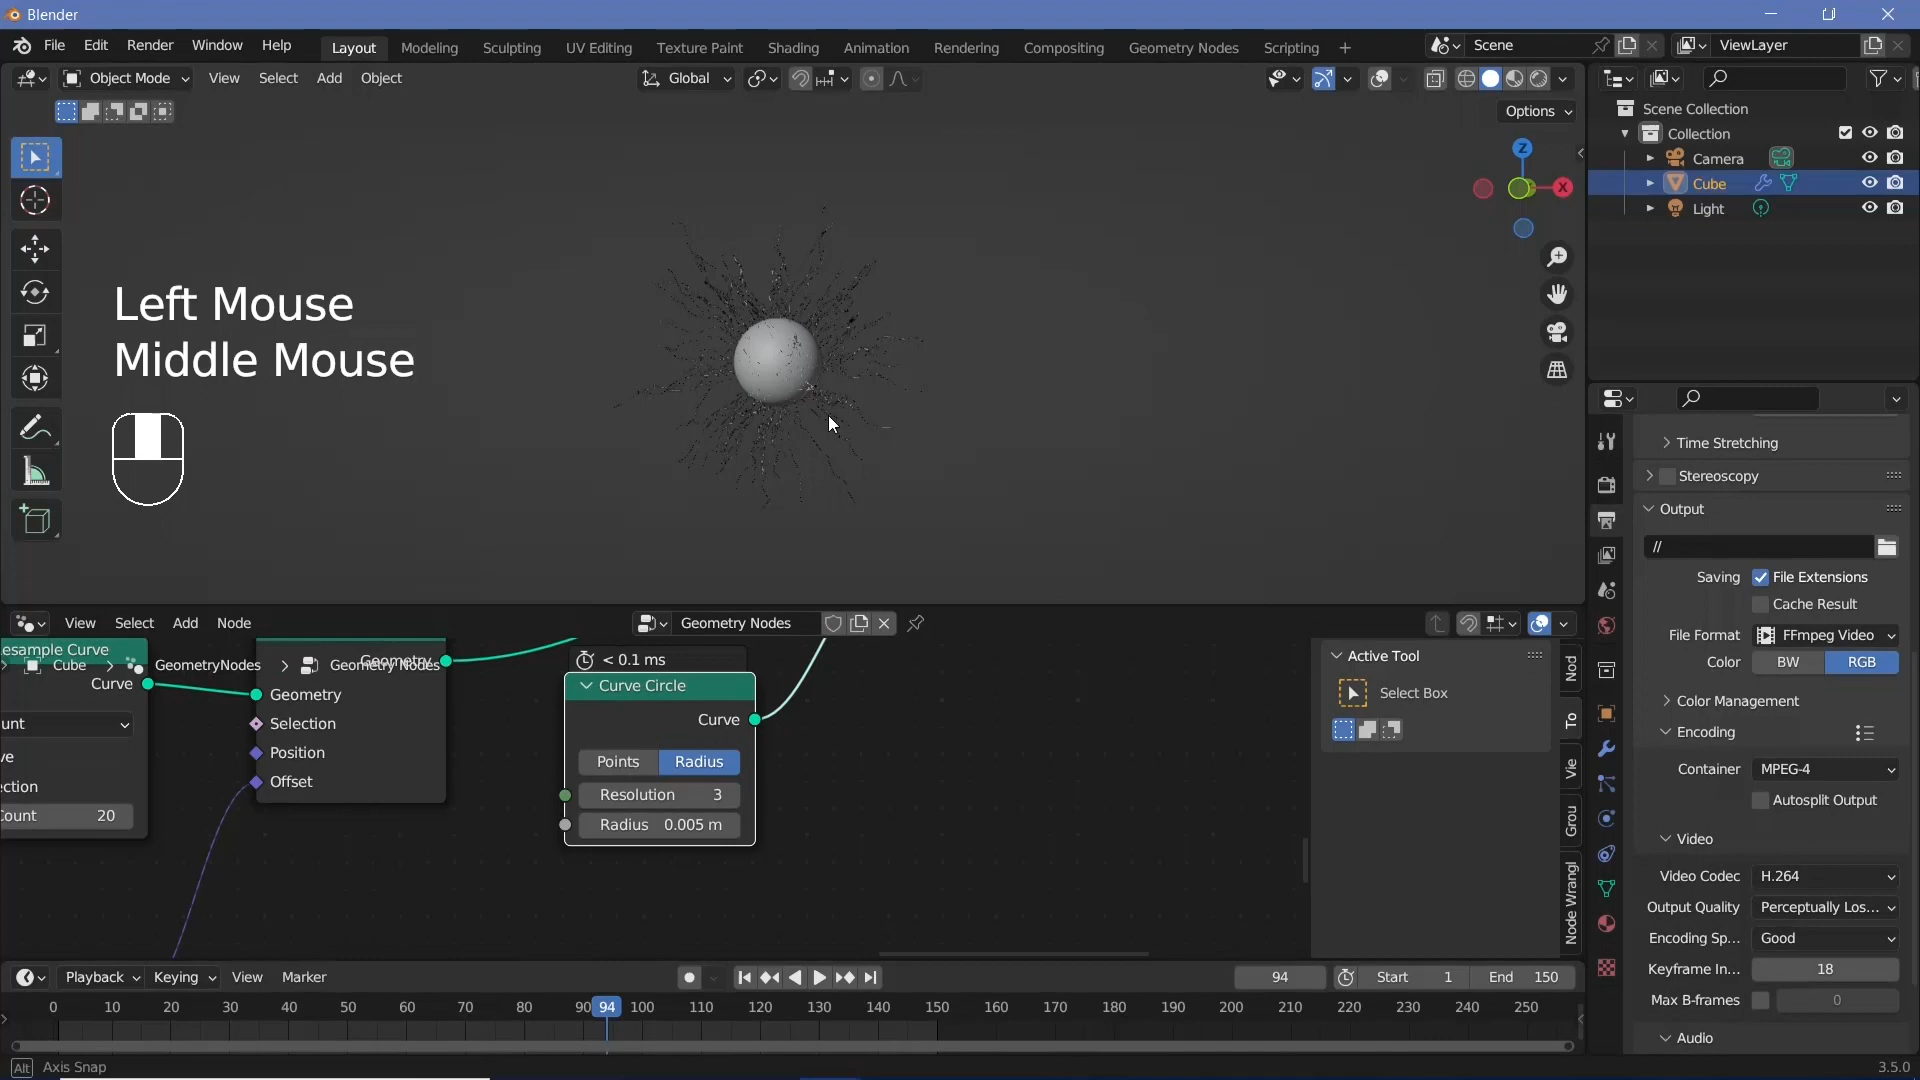 Blender
File Edit Render Window Help
Layout Modeling Sculpting UV Editing Texture Paint Shading Animation Rendering Compositing Geometry Nodes Scripting +
Scene
ViewLayer
Object Mode View Select Add Object
Global
Options
Z
X
Scene Collection
Collection
Camera
Cube
Light
Left Mouse
Middle Mouse
Time Stretching
Stereoscopy
Output
//
Saving File Extensions
Cache Result
File Format FFmpeg Video
Color BW RGB
Color Management
Encoding
Container MPEG-4
Autosplit Output
Video
Video Codec H.264
Output Quality Perceptually Los...
Encoding Sp... Good
Keyframe In... 18
Max B-frames 0
Audio
View Select Add Node
Geometry Nodes
esample Curve
Cube > GeometryNodes > Geometry Nodes
Curve
unt
ve
ction
ount 20
Geometry
Geometry
Selection
Position
Offset
< 0.1 ms
Curve Circle
Curve
Points Radius
Resolution 3
Radius 0.005 m
Active Tool
Select Box
Nod
To
Vie
Grou
Node Wrangl
Playback Keying View Marker
94
Start 1
End 150
0 10 20 30 40 50 60 70 80 90 94 100 110 120 130 140 150 160 170 180 190 200 210 220 230 240 250
Alt Axis Snap
3.5.0